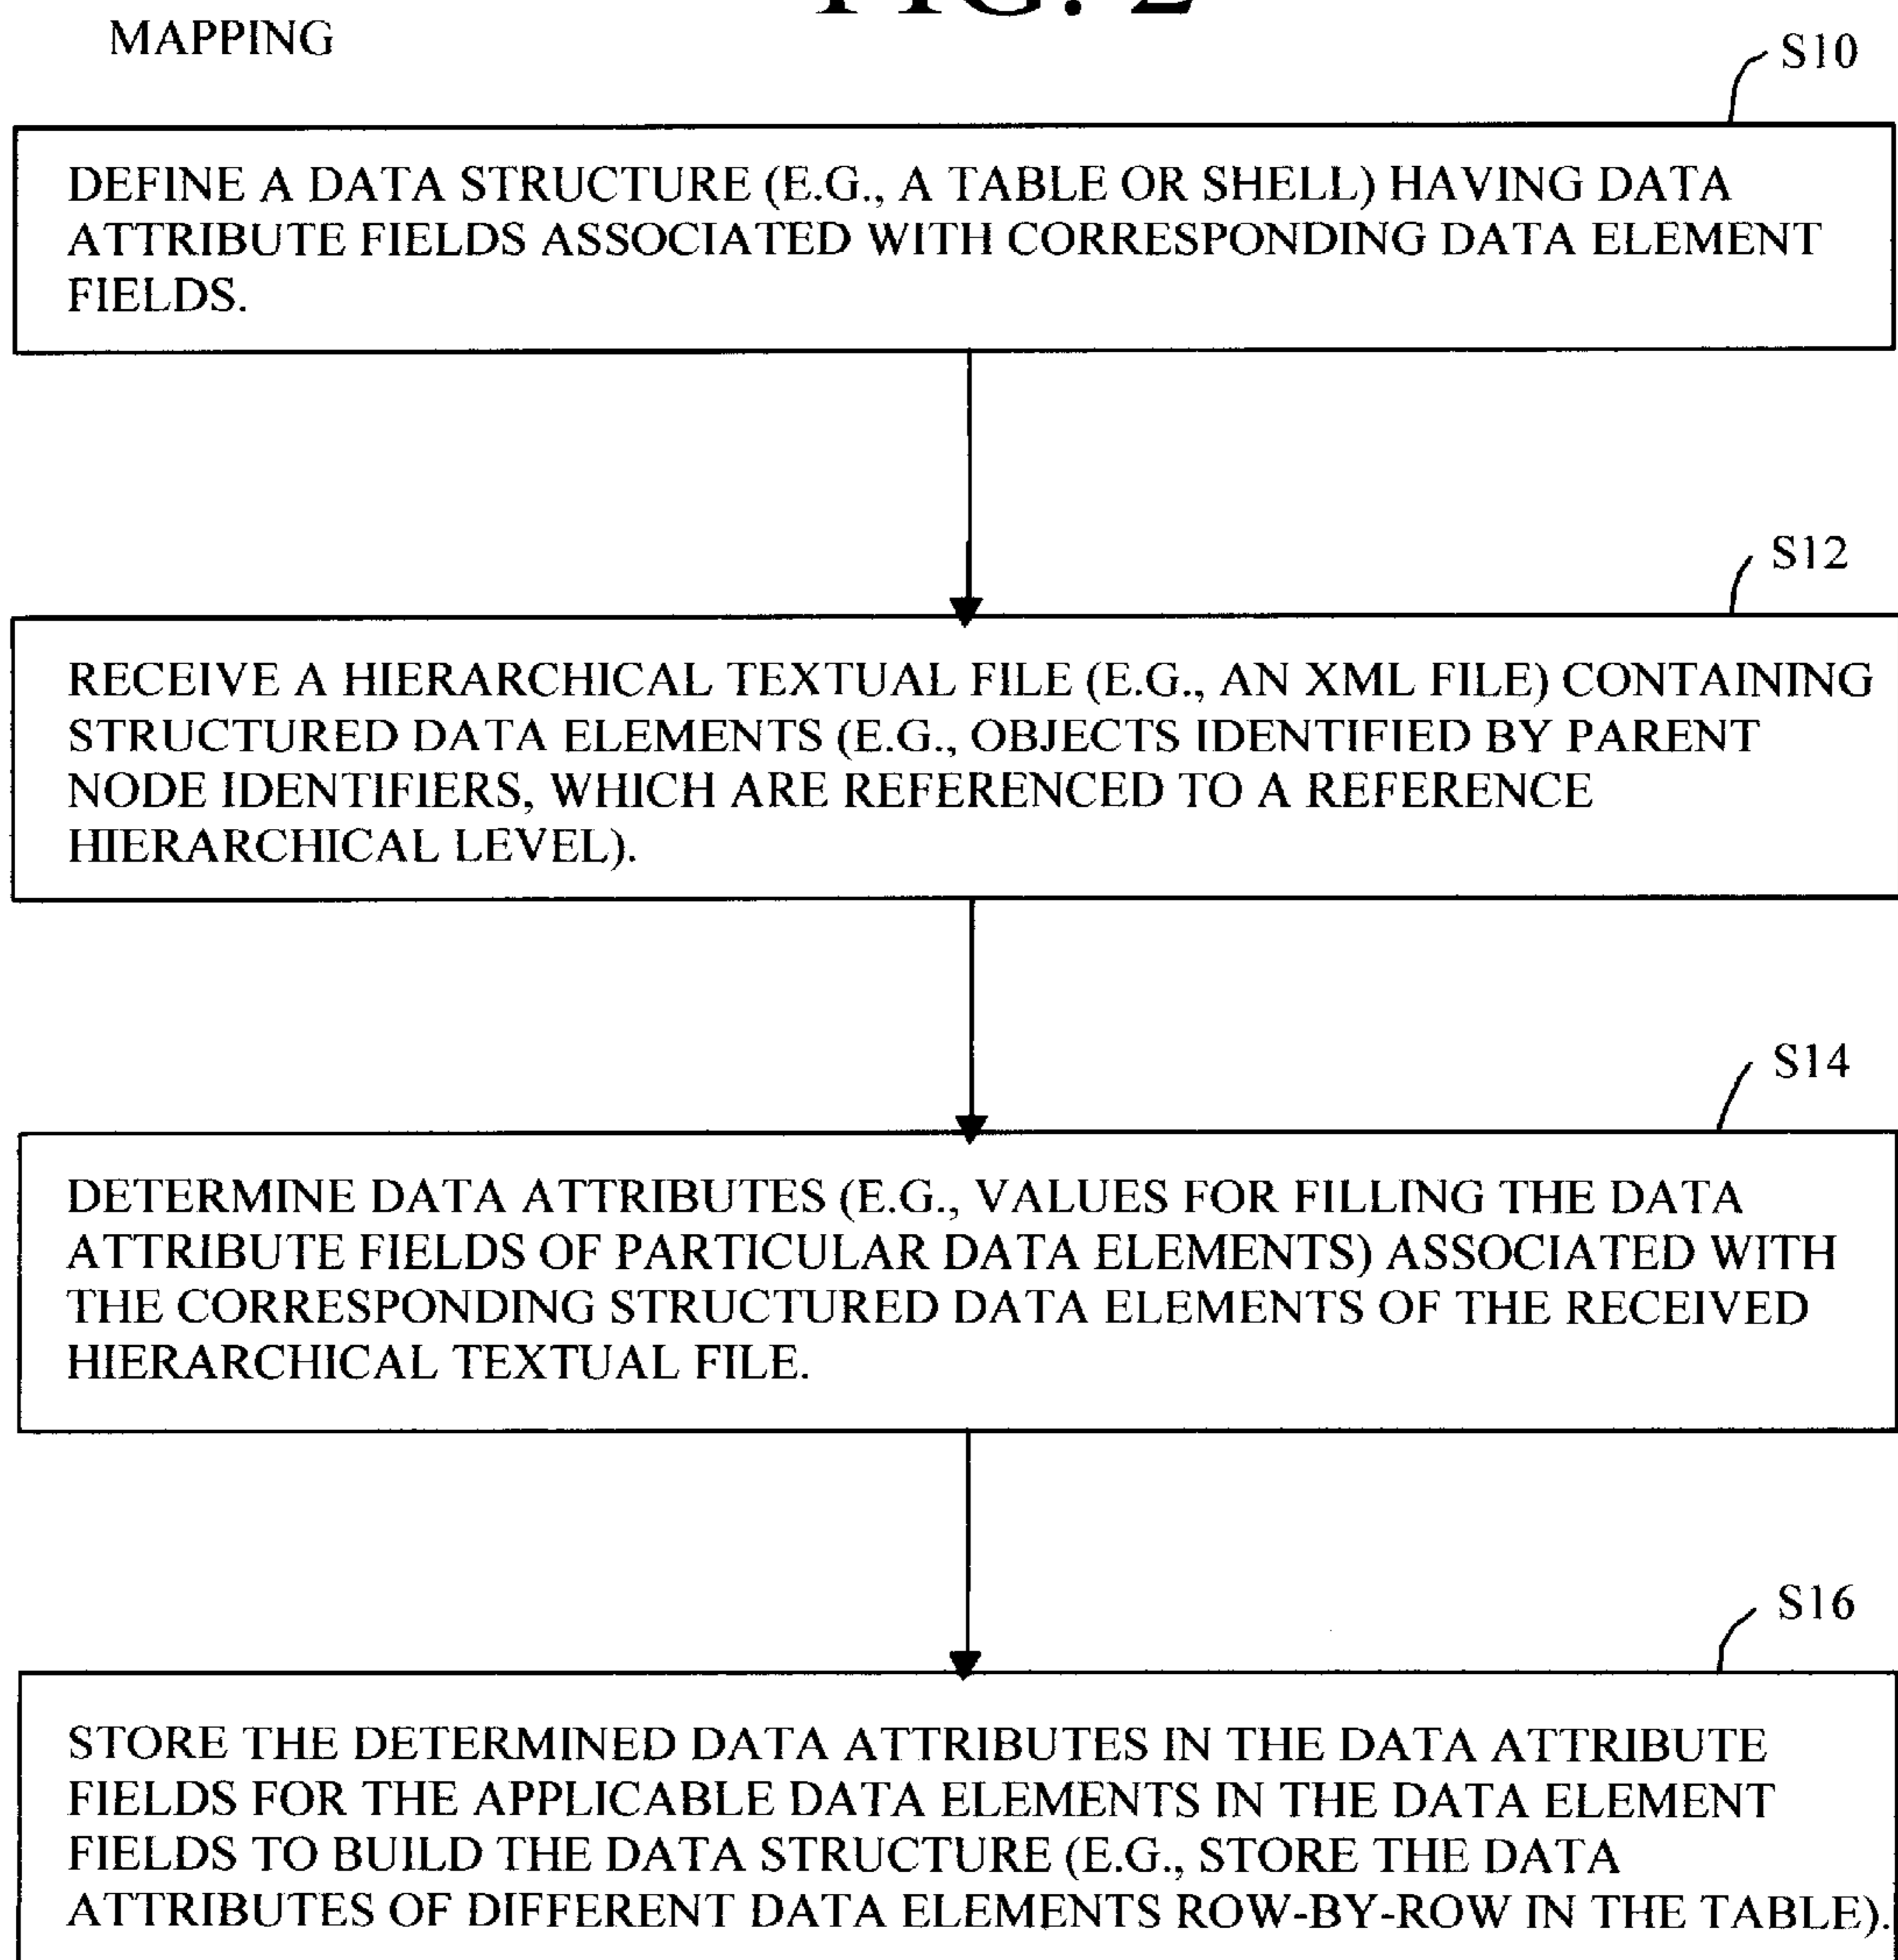 FIG. 2
MAPPING
S10
DEFINE A DATA STRUCTURE (E.G., A TABLE OR SHELL) HAVING DATA
ATTRIBUTE FIELDS ASSOCIATED WITH CORRESPONDING DATA ELEMENT
FIELDS.
S12
RECEIVE A HIERARCHICAL TEXTUAL FILE (E.G., AN XML FILE) CONTAINING
STRUCTURED DATA ELEMENTS (E.G., OBJECTS IDENTIFIED BY PARENT
NODE IDENTIFIERS, WHICH ARE REFERENCED TO A REFERENCE
HIERARCHICAL LEVEL).
S14
DETERMINE DATA ATTRIBUTES (E.G., VALUES FOR FILLING THE DATA
ATTRIBUTE FIELDS OF PARTICULAR DATA ELEMENTS) ASSOCIATED WITH
THE CORRESPONDING STRUCTURED DATA ELEMENTS OF THE RECEIVED
HIERARCHICAL TEXTUAL FILE.
S16
STORE THE DETERMINED DATA ATTRIBUTES IN THE DATA ATTRIBUTE
FIELDS FOR THE APPLICABLE DATA ELEMENTS IN THE DATA ELEMENT
FIELDS TO BUILD THE DATA STRUCTURE (E.G., STORE THE DATA
ATTRIBUTES OF DIFFERENT DATA ELEMENTS ROW-BY-ROW IN THE TABLE).